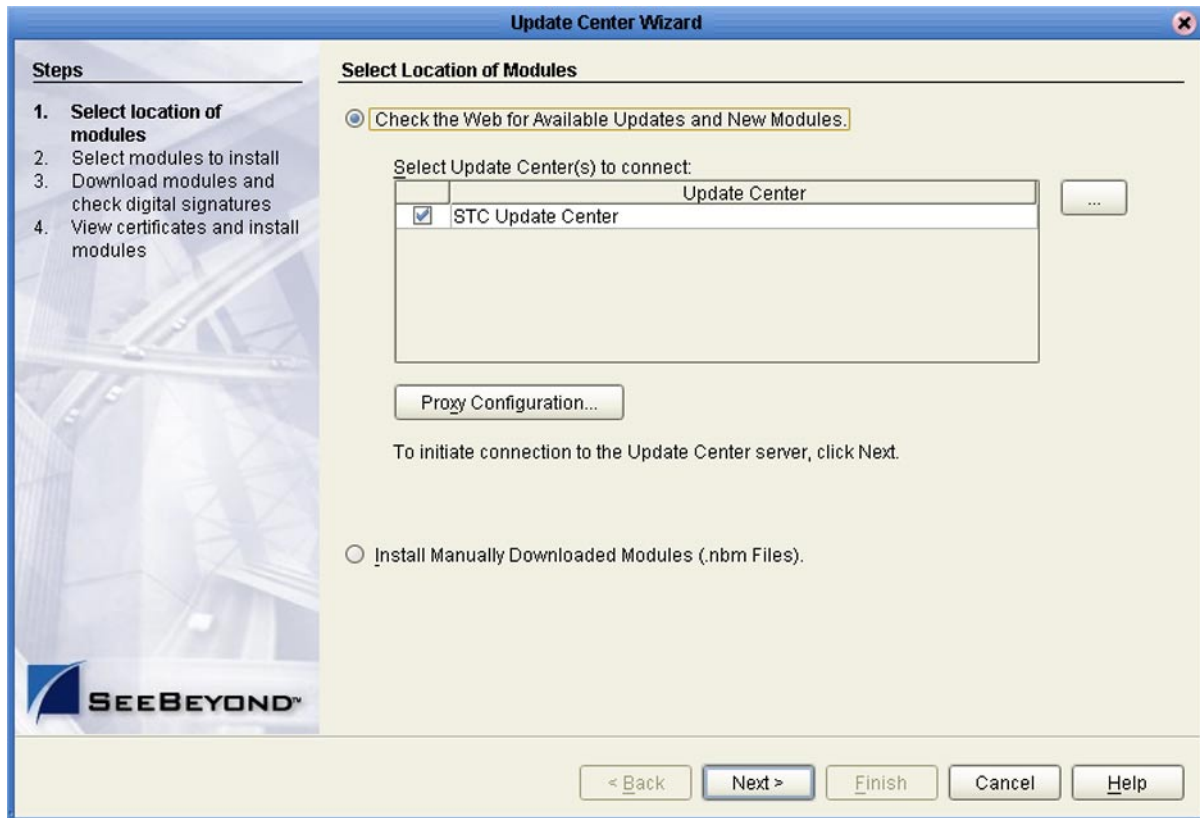 Update Center Wizard
Steps
1. Select location of
modules
2. Select modules to install
3. Download modules and
check digital signatures
4. View certificates and install
modules
SEEBEYOND™
Select Location of Modules
Check the Web for Available Updates and New Modules.
Select Update Center(s) to connect:
Update Center
STC Update Center
...
Proxy Configuration...
To initiate connection to the Update Center server, click Next.
Install Manually Downloaded Modules (.nbm Files).
< Back Next > Finish Cancel Help